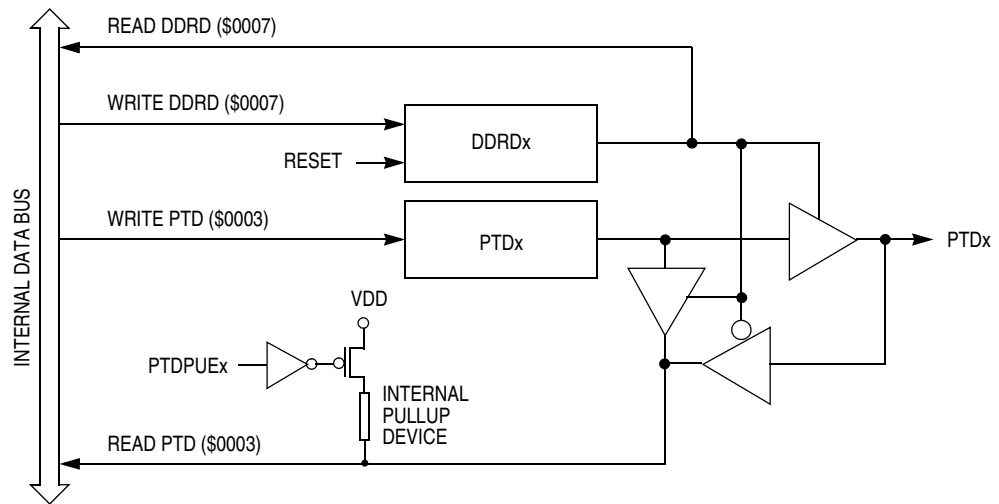 READ DDRD ($0007)
WRITE DDRD ($0007)
DDRDx
RESET
WRITE PTD ($0003)
PTDx
PTDx
VDD
PTDPUEx
INTERNAL
PULLUP
DEVICE
READ PTD ($0003)
INTERNAL DATA BUS